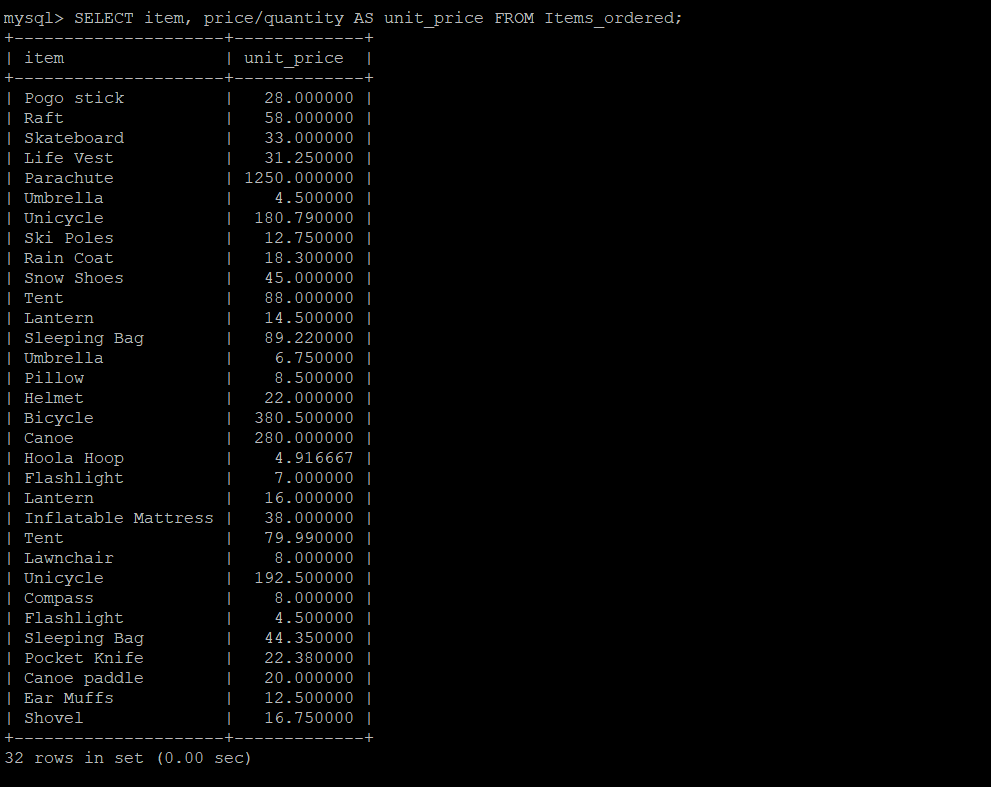 mysql> SELECT item, price/quantity AS unit_price FROM Items_ordered;
+---------------------+-------------+
| item                | unit_price  |
+---------------------+-------------+
| Pogo stick          |   28.000000 |
| Raft                |   58.000000 |
| Skateboard          |   33.000000 |
| Life Vest           |   31.250000 |
| Parachute           | 1250.000000 |
| Umbrella            |    4.500000 |
| Unicycle            |  180.790000 |
| Ski Poles           |   12.750000 |
| Rain Coat           |   18.300000 |
| Snow Shoes          |   45.000000 |
| Tent                |   88.000000 |
| Lantern             |   14.500000 |
| Sleeping Bag        |   89.220000 |
| Umbrella            |    6.750000 |
| Pillow              |    8.500000 |
| Helmet              |   22.000000 |
| Bicycle             |  380.500000 |
| Canoe               |  280.000000 |
| Hoola Hoop          |    4.916667 |
| Flashlight          |    7.000000 |
| Lantern             |   16.000000 |
| Inflatable Mattress |   38.000000 |
| Tent                |   79.990000 |
| Lawnchair           |    8.000000 |
| Unicycle            |  192.500000 |
| Compass             |    8.000000 |
| Flashlight          |    4.500000 |
| Sleeping Bag        |   44.350000 |
| Pocket Knife        |   22.380000 |
| Canoe paddle        |   20.000000 |
| Ear Muffs           |   12.500000 |
| Shovel              |   16.750000 |
+---------------------+-------------+
32 rows in set (0.00 sec)